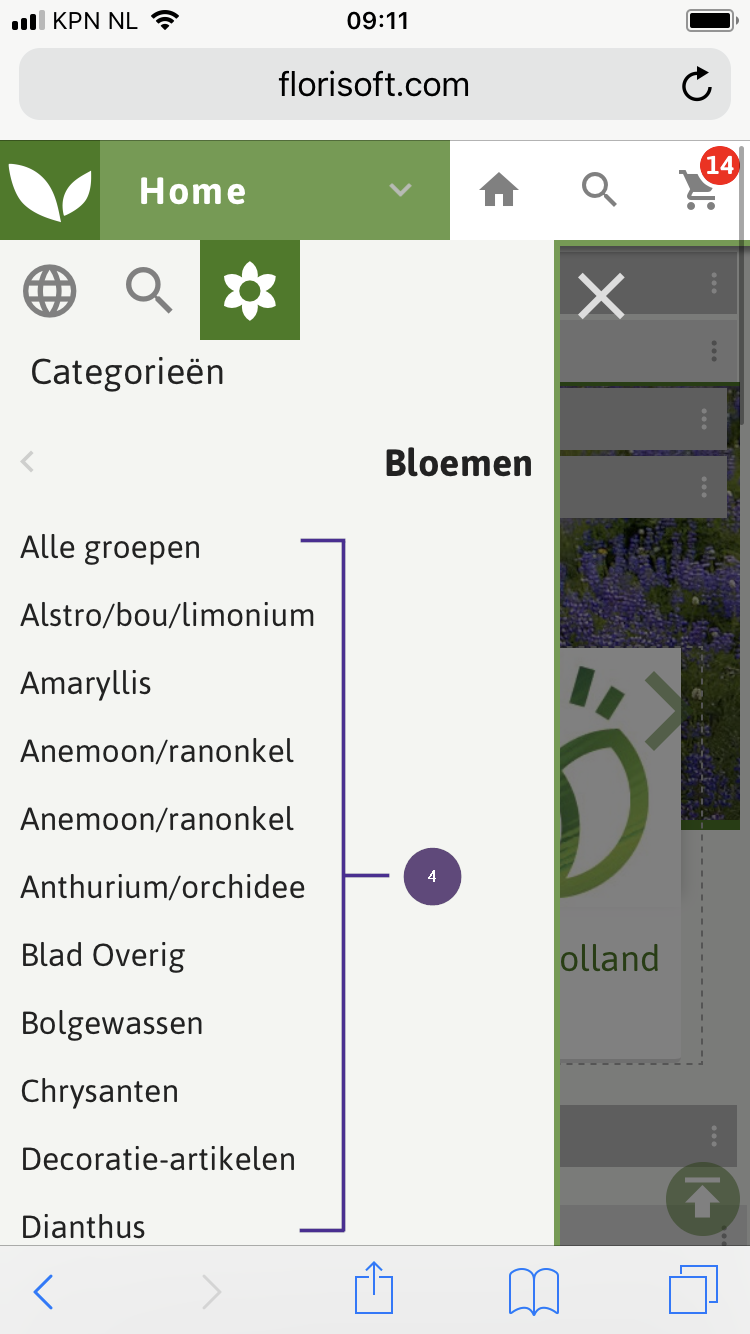 KPN NL
09:11
florisoft.com
Home
14
Categorieën
Bloemen
Alle groepen
Alstro/bou/limonium
Amaryllis
Anemoon/ranonkel
Anemoon/ranonkel
4
Anthurium/orchidee
Blad Overig
olland
Bolgewassen
Chrysanten
Decoratie-artikelen
Dianthus